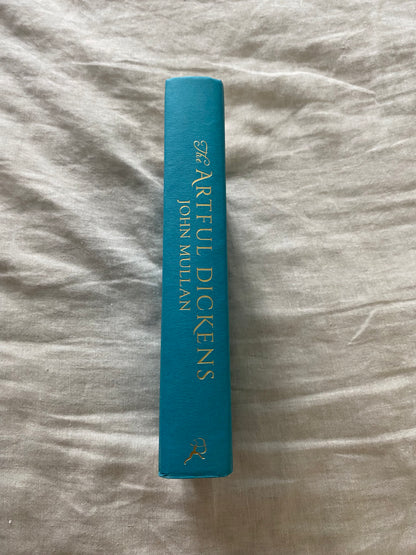 The ARTFUL DICKENS
JOHN MULLAN